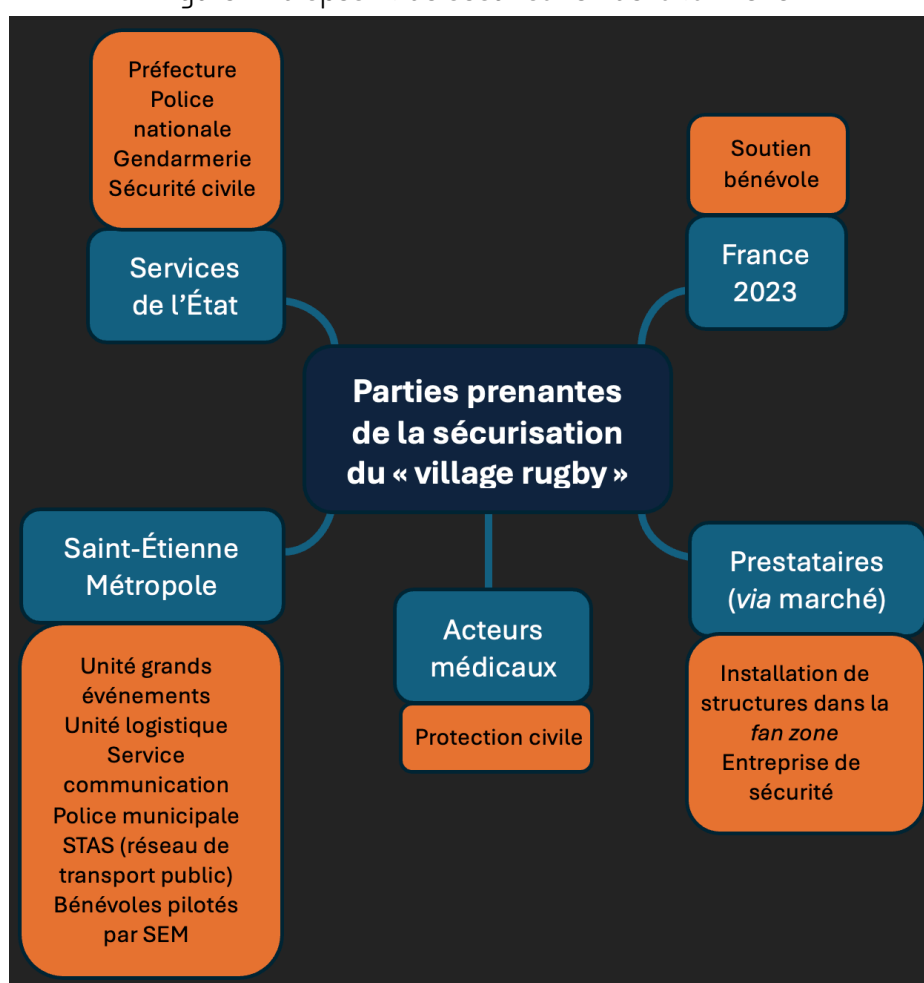 Préfecture
Police
nationale
Gendarmerie
Sécurité civile
Services
de l'État
Soutien
bénévole
France
2023
Parties prenantes
de la sécurisation
du « village rugby »
Saint-Étienne
Métropole
Unité grands
événements
Unité logistique
Service
communication
Police municipale
STAS (réseau de
transport public)
Bénévoles pilotés
par SEM
Acteurs
médicaux
Protection civile
Prestataires
(via marché)
Installation de
structures dans la
fan zone
Entreprise de
sécurité